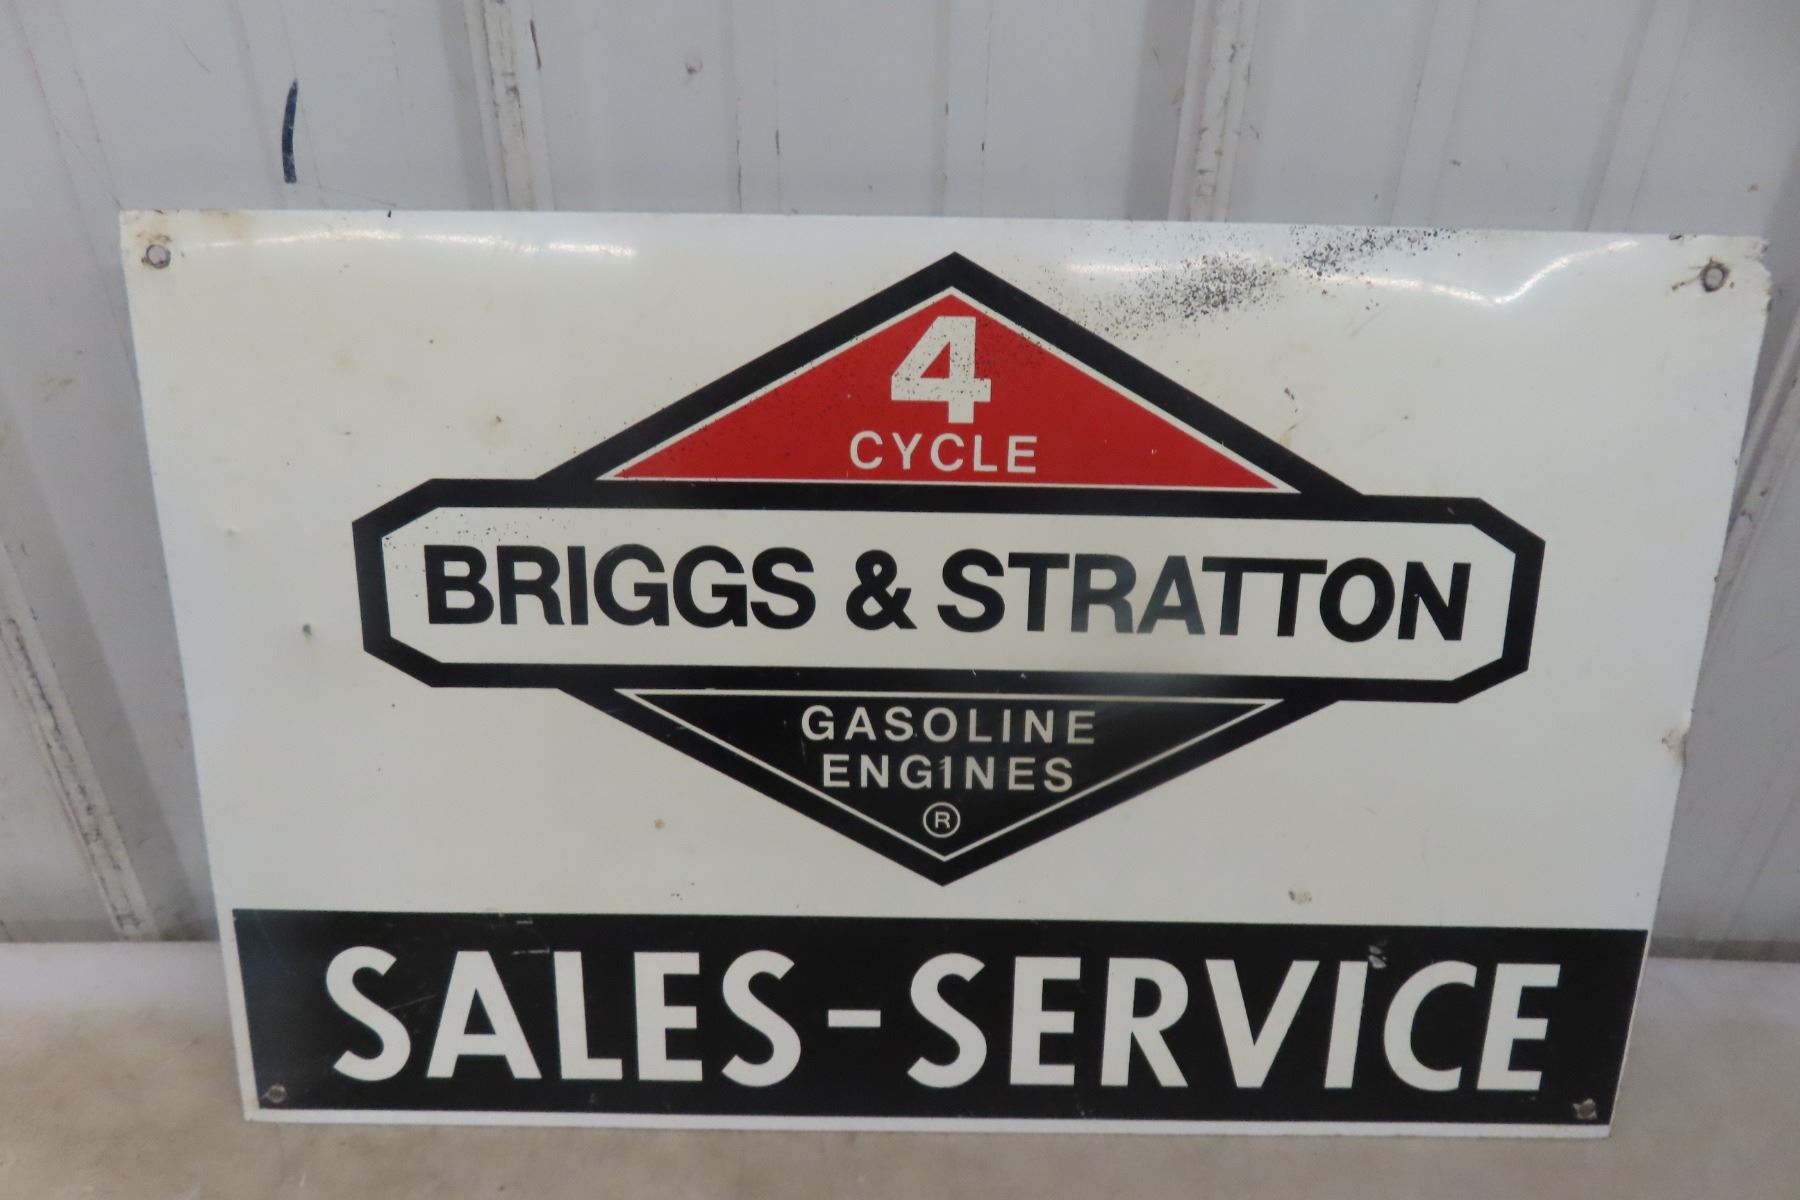 4
CYCLE
BRIGGS & STRATTON
GASOLINE
ENGINES
®
SALES-SERVICE